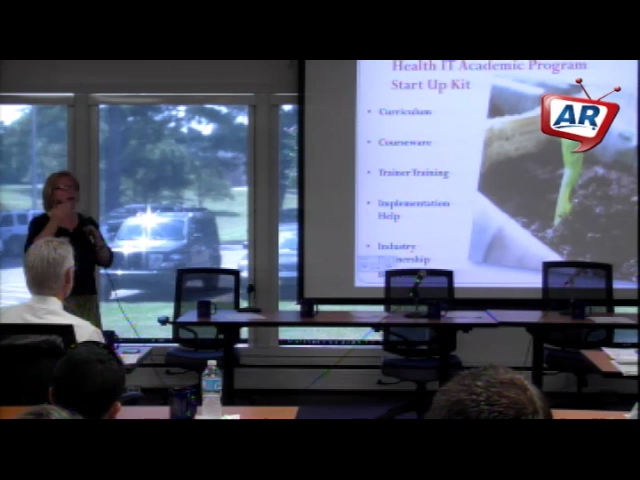 Health IT Academic Program
Start Up Kit
• Curriculum
• Courseware
• Trainer Training
• Implementation
Help
• Industry
AR